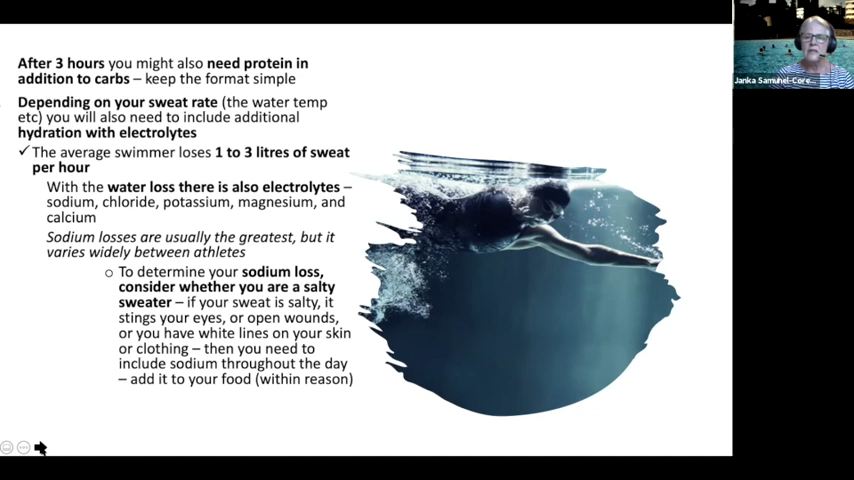 After 3 hours you might also need protein in
addition to carbs – keep the format simple
Depending on your sweat rate (the water temp
etc) you will also need to include additional
hydration with electrolytes
✓The average swimmer loses 1 to 3 litres of sweat
per hour
With the water loss there is also electrolytes –
sodium, chloride, potassium, magnesium, and
calcium
Sodium losses are usually the greatest, but it
varies widely between athletes
o To determine your sodium loss,
consider whether you are a salty
sweater – if your sweat is salty, it
stings your eyes, or open wounds,
or you have white lines on your skin
or clothing – then you need to
include sodium throughout the day
– add it to your food (within reason)
Janka Samuhel-Core...